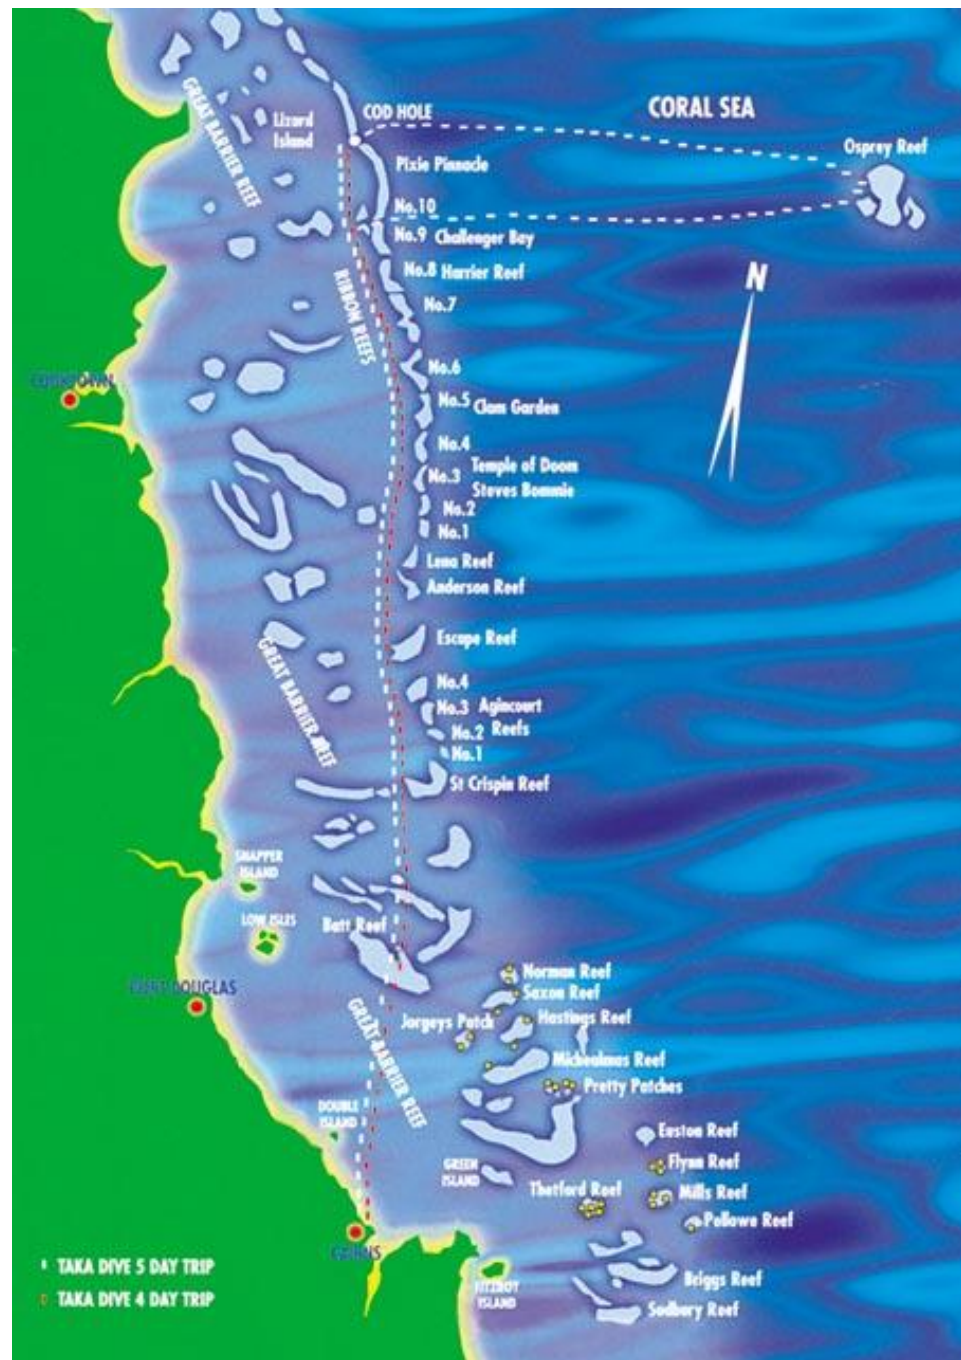 COD HOLE
CORAL SEA
GREAT BARRIER REEF
Lizard
Island
Osprey Reef
Pixie Pinnacle
No.10
No.9 Challenger Bay
N
No.8 Harrier Reef
RIBBOM REEFS
No.7
No.6
COOKTOWN
No.5 Clam Garden
No.4
Temple of Doom
No.3
Steves Bommie
No.2
No.1
Lena Reef
Anderson Reef
Escape Reef
GREAT BARRIER REEF
No.4
No.3 Agincourt
Reefs
No.2
No.1
St Crispin Reef
SNAPPER
ISLAND
LOW ISLES
Batt Reef
Norman Reef
PORT DOUGLAS
Saxon Reef
GREAT BARRIER REEF
Jorgeys Patch
Hastings Reef
Michealmas Reef
Pretty Patches
DOUBLE
ISLAND
Euston Reef
GREEN
ISLAND
Flynn Reef
Thetford Reef
Mills Reef
Pellowe Reef
CAIRNS
TAKA DIVE 5 DAY TRIP
FITZROY
ISLAND
Briggs Reef
TAKA DIVE 4 DAY TRIP
Sudbury Reef